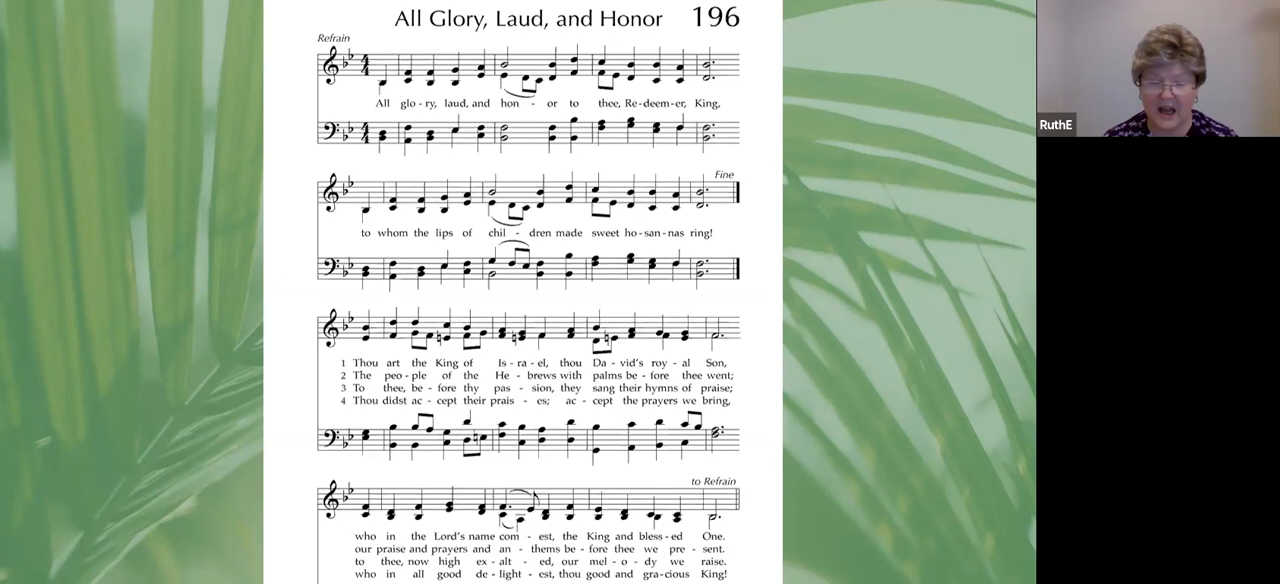 All Glory, Laud, and Honor 196
Refrain
All glo - ry, laud, and hon - or to thee, Re - deem - er, King,
Fine
to whom the lips of chil - dren made sweet ho - san - nas ring!
1 Thou art the King of Is - ra - el, thou Da - vid's roy - al Son,
2 The peo - ple of the He - brews with palms be - fore thee went;
3 To thee, be - fore thy pas - sion, they sang their hymns of praise;
4 Thou didst ac - cept their prais - es; ac - cept the prayers we bring,
to Refrain
who in the Lord's name com - est, the King and bless - ed One.
our praise and prayers and an - thems be - fore thee we pre - sent.
to thee, now high ex - alt - ed, our mel - o - dy we raise.
who in all good de - light - est, thou good and gra - cious King!
RuthE